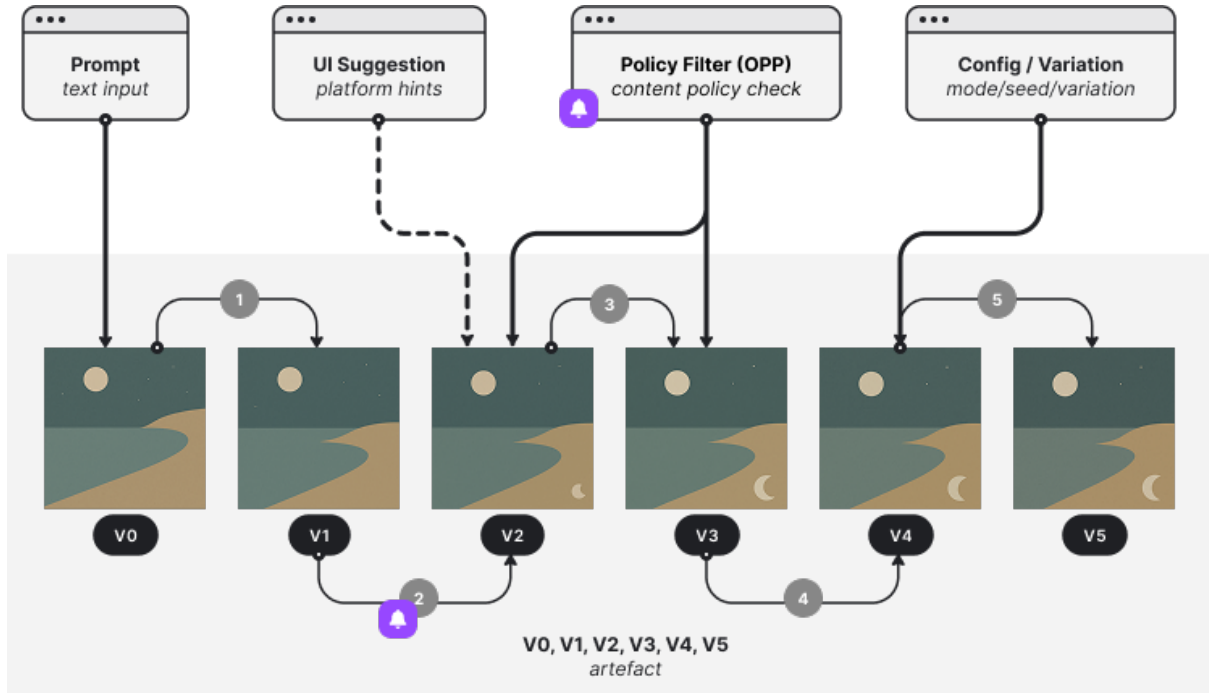 Prompt
text input
UI Suggestion
platform hints
Policy Filter (OPP)
content policy check
Config / Variation
mode/seed/variation
1
3
5
V0
V1
V2
V3
V4
V5
2
4
V0, V1, V2, V3, V4, V5
artefact